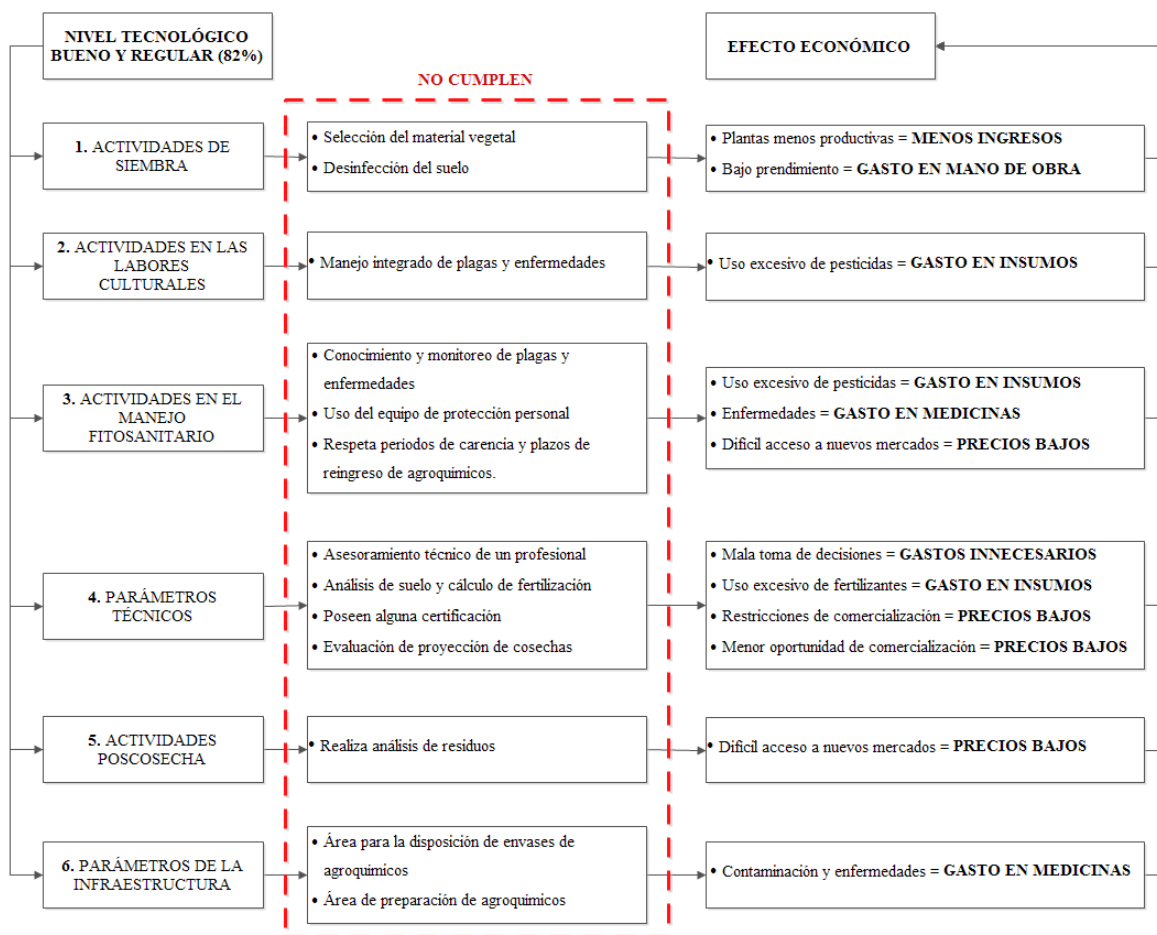 NIVEL TECNOLÓGICO
BUENO Y REGULAR (82%)
EFECTO ECONÓMICO
NO CUMPLEN
1. ACTIVIDADES DE
SIEMBRA
• Selección del material vegetal
• Desinfección del suelo
• Plantas menos productivas = MENOS INGRESOS
• Bajo prendimiento = GASTO EN MANO DE OBRA
2. ACTIVIDADES EN LAS
LABORES
CULTURALES
• Manejo integrado de plagas y enfermedades
• Uso excesivo de pesticidas = GASTO EN INSUMOS
3. ACTIVIDADES EN EL
MANEJO
FITOSANITARIO
• Conocimiento y monitoreo de plagas y
enfermedades
• Uso del equipo de protección personal
• Respeta periodos de carencia y plazos de
reingreso de agroquímicos.
• Uso excesivo de pesticidas = GASTO EN INSUMOS
• Enfermedades = GASTO EN MEDICINAS
• Difícil acceso a nuevos mercados = PRECIOS BAJOS
4. PARÁMETROS
TÉCNICOS
• Asesoramiento técnico de un profesional
• Análisis de suelo y cálculo de fertilización
• Poseen alguna certificación
• Evaluación de proyección de cosechas
• Mala toma de decisiones = GASTOS INNECESARIOS
• Uso excesivo de fertilizantes = GASTO EN INSUMOS
• Restricciones de comercialización = PRECIOS BAJOS
• Menor oportunidad de comercialización = PRECIOS BAJOS
5. ACTIVIDADES
POSCOSECHA
• Realiza análisis de residuos
• Difícil acceso a nuevos mercados = PRECIOS BAJOS
6. PARÁMETROS DE LA
INFRAESTRUCTURA
• Área para la disposición de envases de
agroquímicos
• Área de preparación de agroquímicos
• Contaminación y enfermedades = GASTO EN MEDICINAS